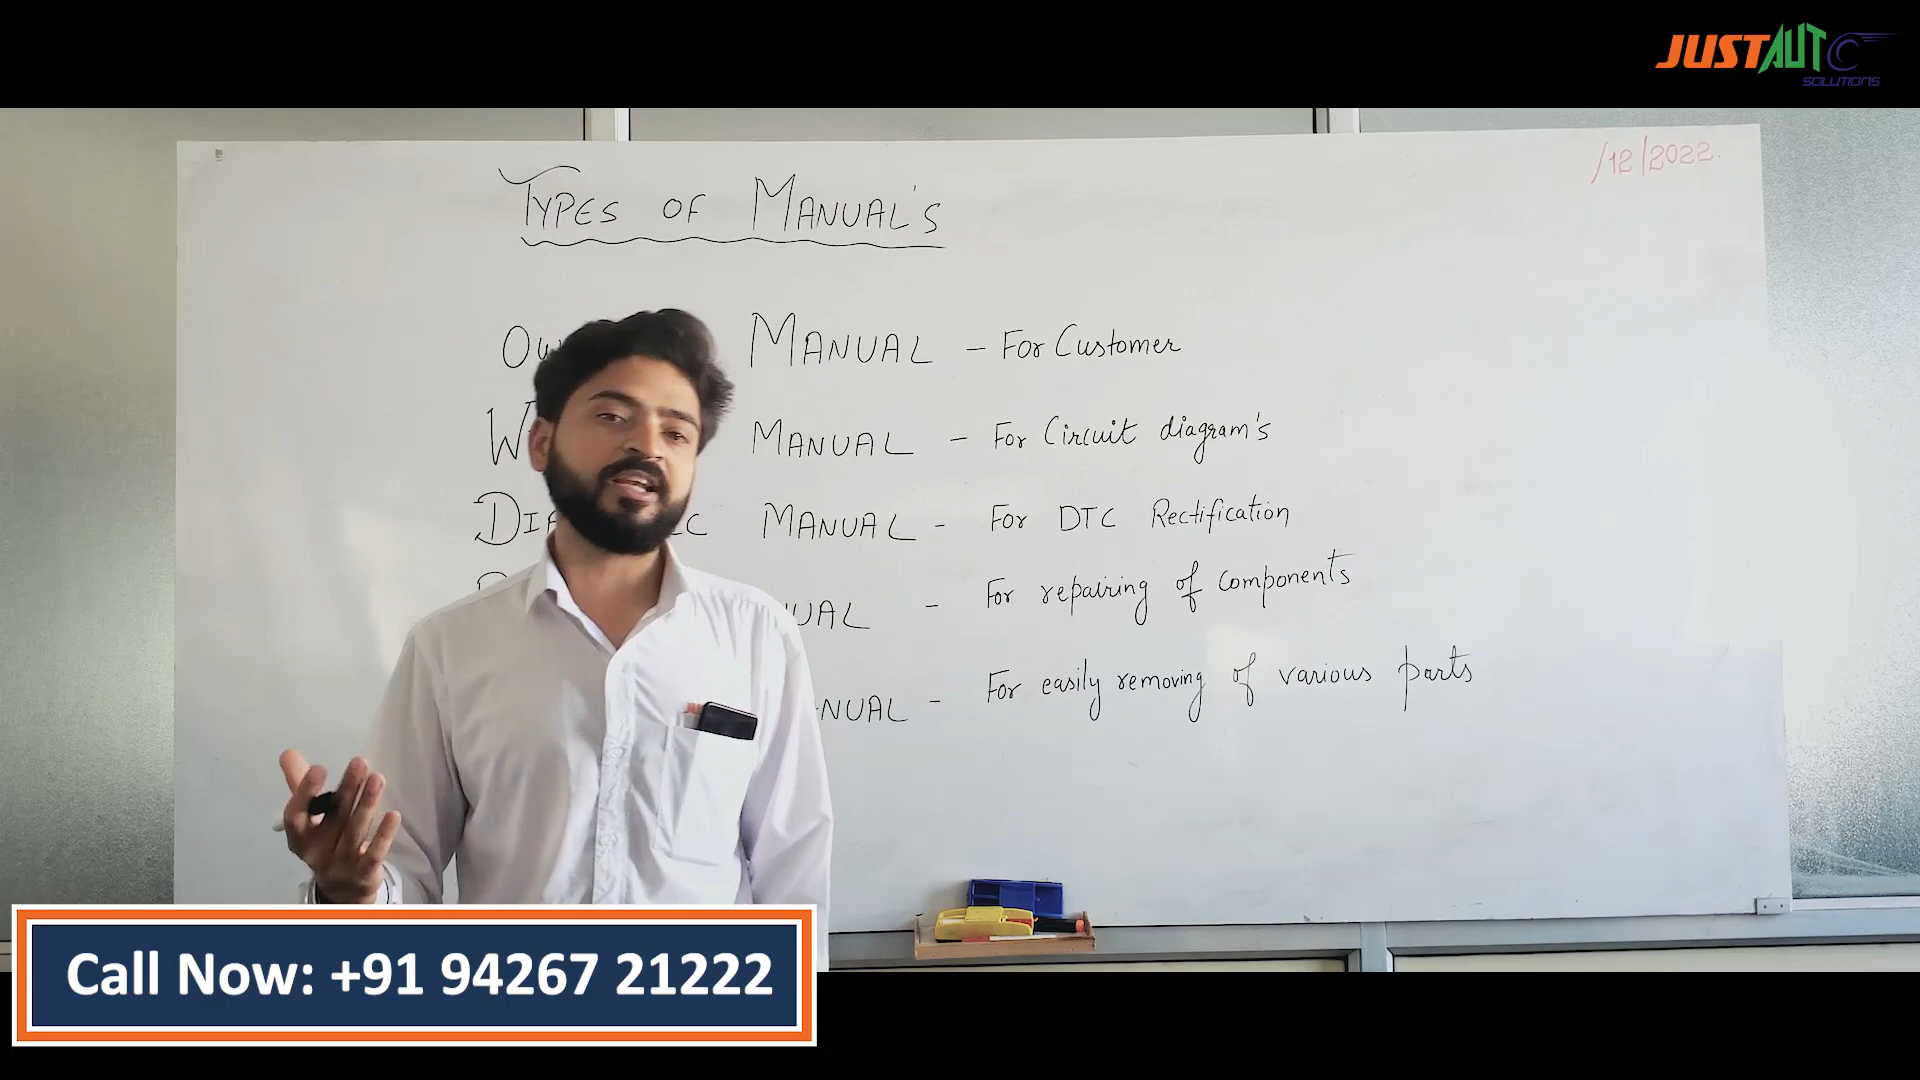 JUSTAUTO
SOLUTIONS
/12/2022.
TYPES OF MANUAL'S
MANUAL - For Customer
MANUAL - For Circuit diagram's
MANUAL - For DTC Rectification
- For repairing of components
- For easily removing of various parts
Call Now: +91 94267 21222